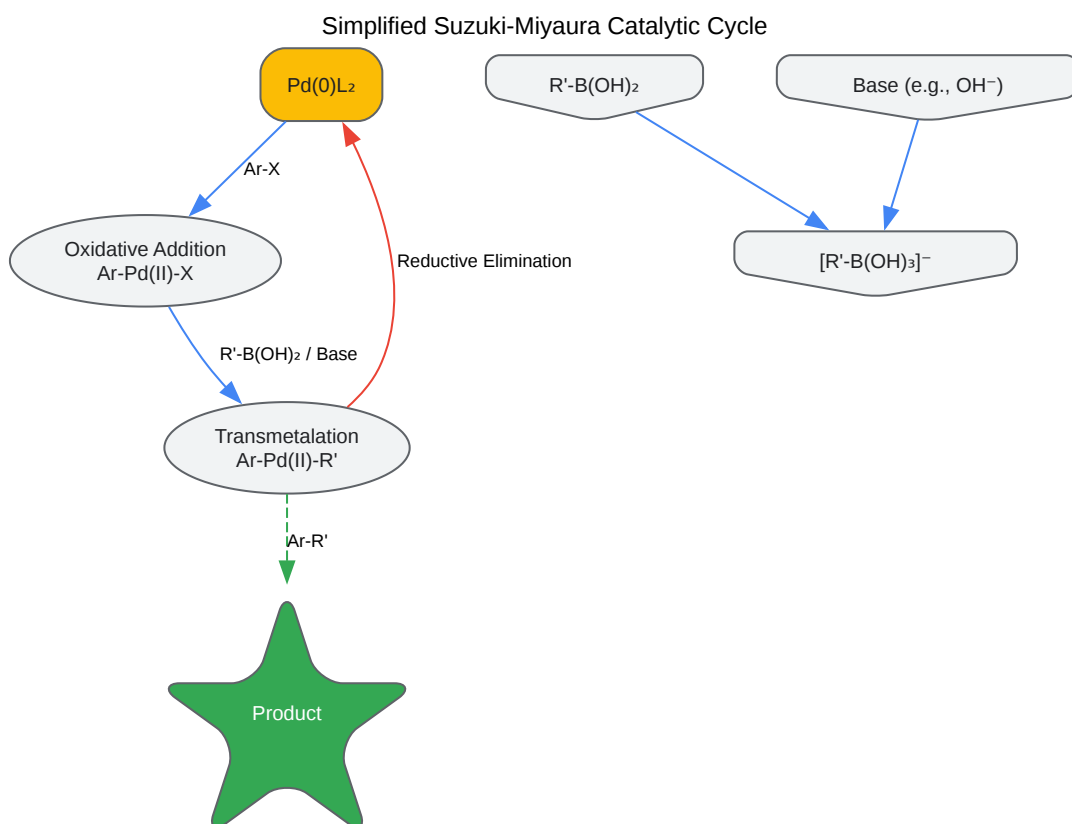 Simplified Suzuki-Miyaura Catalytic Cycle
Pd(0)L₂
R'-B(OH)₂
Base (e.g., OH⁻)
Ar-X
Oxidative Addition
Ar-Pd(II)-X
Reductive Elimination
[R'-B(OH)₃]⁻
R'-B(OH)₂ / Base
Transmetalation
Ar-Pd(II)-R'
Ar-R'
Product